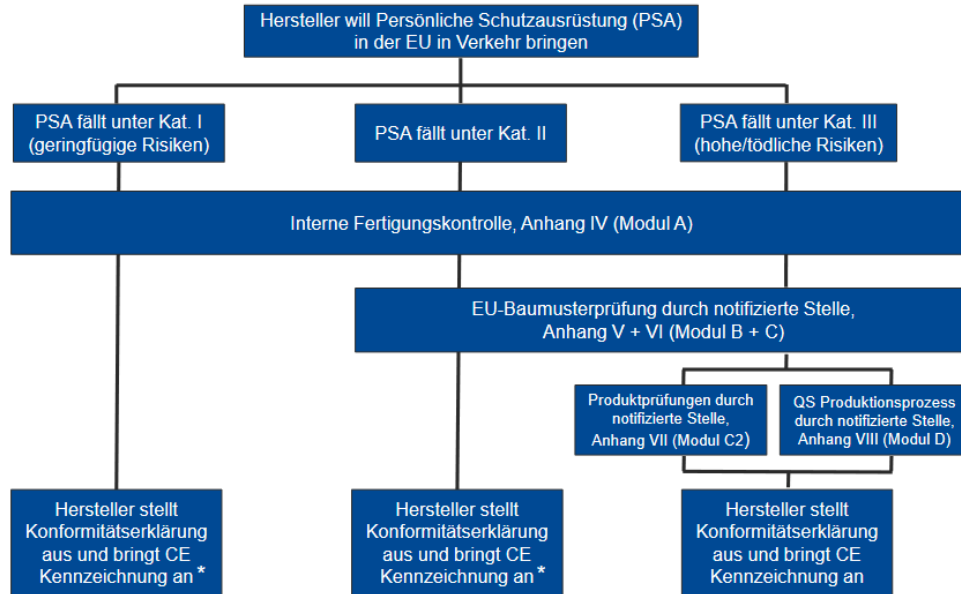 Hersteller will Persönliche Schutzausrüstung (PSA)
in der EU in Verkehr bringen
PSA fällt unter Kat. I
(geringfügige Risiken)
PSA fällt unter Kat. II
PSA fällt unter Kat. III
(hohe/tödliche Risiken)
Interne Fertigungskontrolle, Anhang IV (Modul A)
EU-Baumusterprüfung durch notifizierte Stelle,
Anhang V + VI (Modul B + C)
Produktprüfungen durch
notifizierte Stelle,
Anhang VII (Modul C2)
QS Produktionsprozess
durch notifizierte Stelle,
Anhang VIII (Modul D)
Hersteller stellt
Konformitätserklärung
aus und bringt CE
Kennzeichnung an *
Hersteller stellt
Konformitätserklärung
aus und bringt CE
Kennzeichnung an *
Hersteller stellt
Konformitätserklärung
aus und bringt CE
Kennzeichnung an